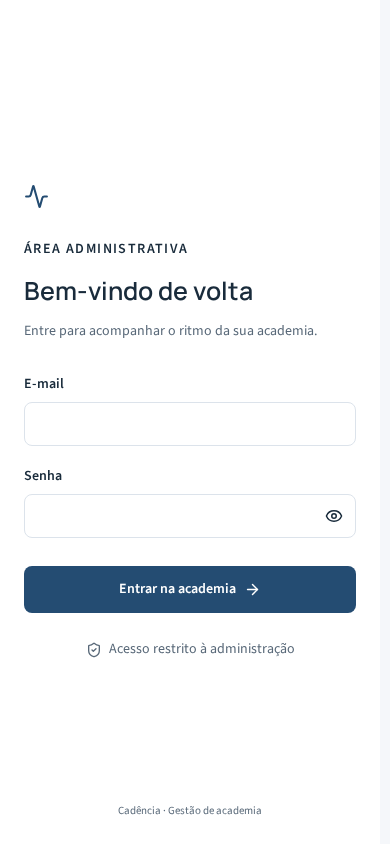 ÁREA ADMINISTRATIVA
Bem-vindo de volta
Entre para acompanhar o ritmo da sua academia.
E-mail
Senha
Entrar na academia
Acesso restrito à administração
Cadência · Gestão de academia